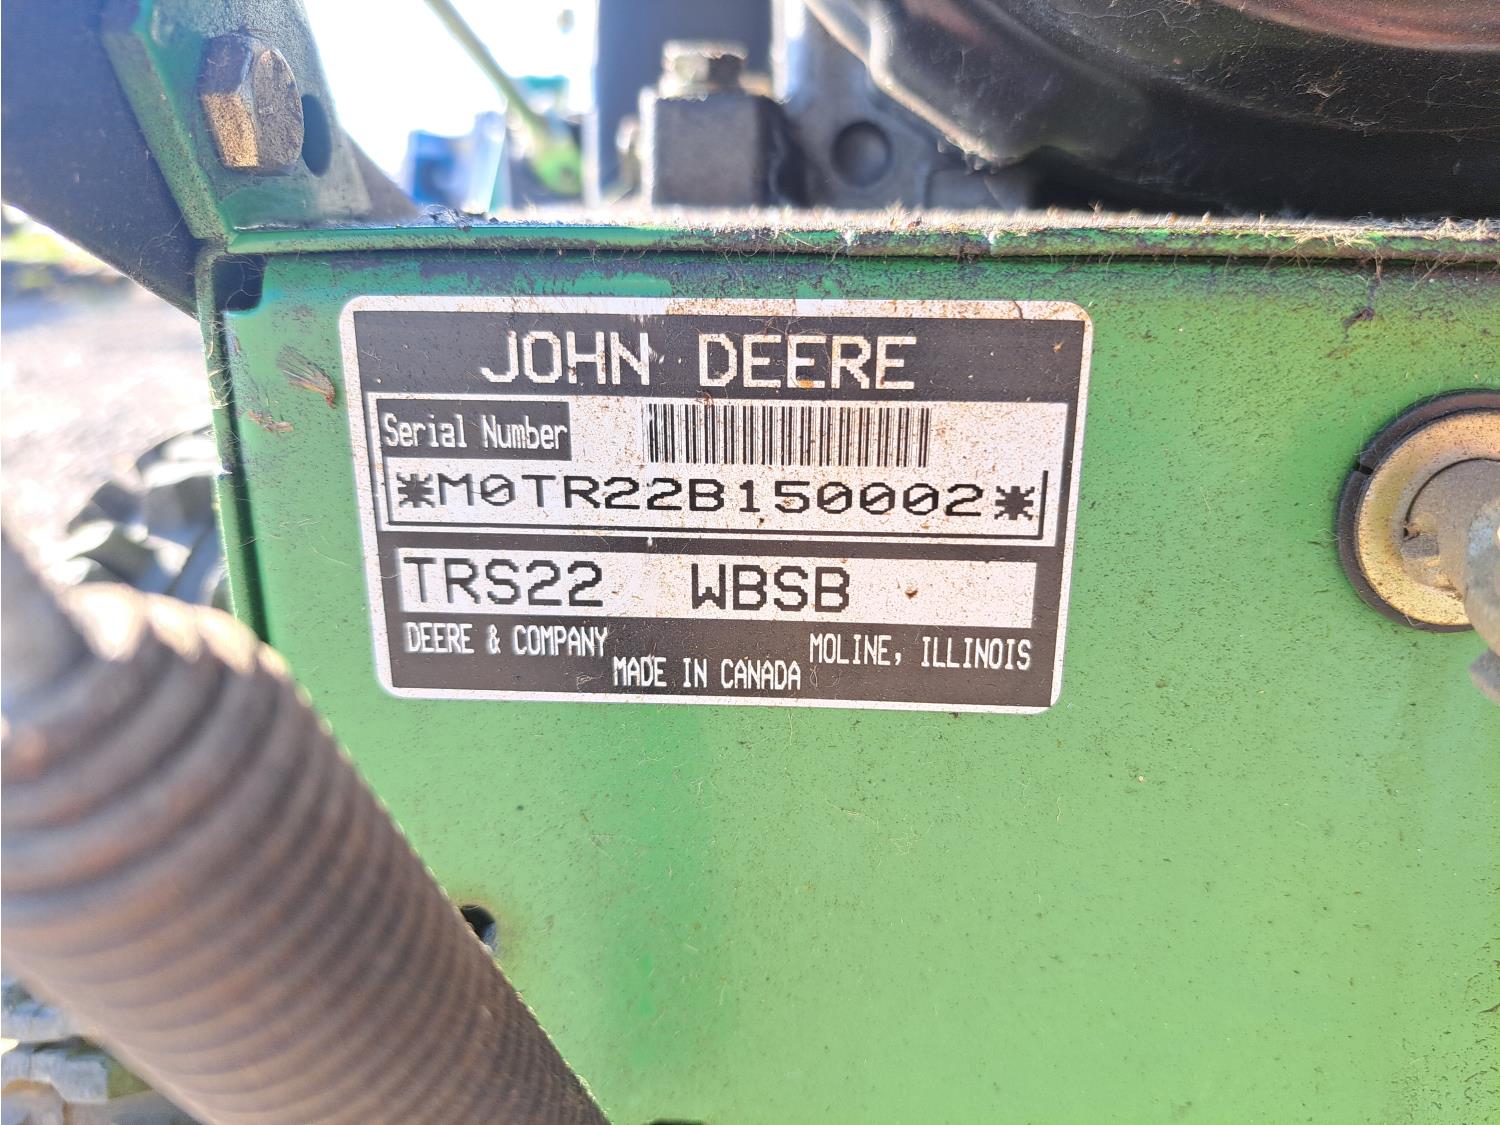 JOHN DEERE
Serial Number
*M0TR22B150002*
TRS22 WBSB
DEERE & COMPANY MOLINE, ILLINOIS
MADE IN CANADA